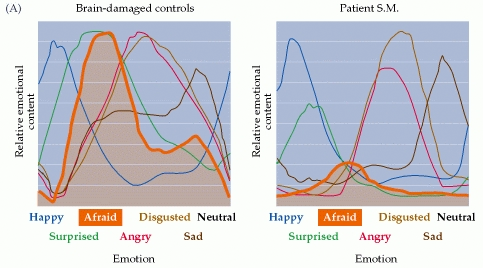 (A)
Brain-damaged controls
Patient S.M.
Relative emotional
content
Relative emotional
content
Happy Afraid Disgusted Neutral
Surprised Angry Sad
Emotion
Happy Afraid Disgusted Neutral
Surprised Angry Sad
Emotion